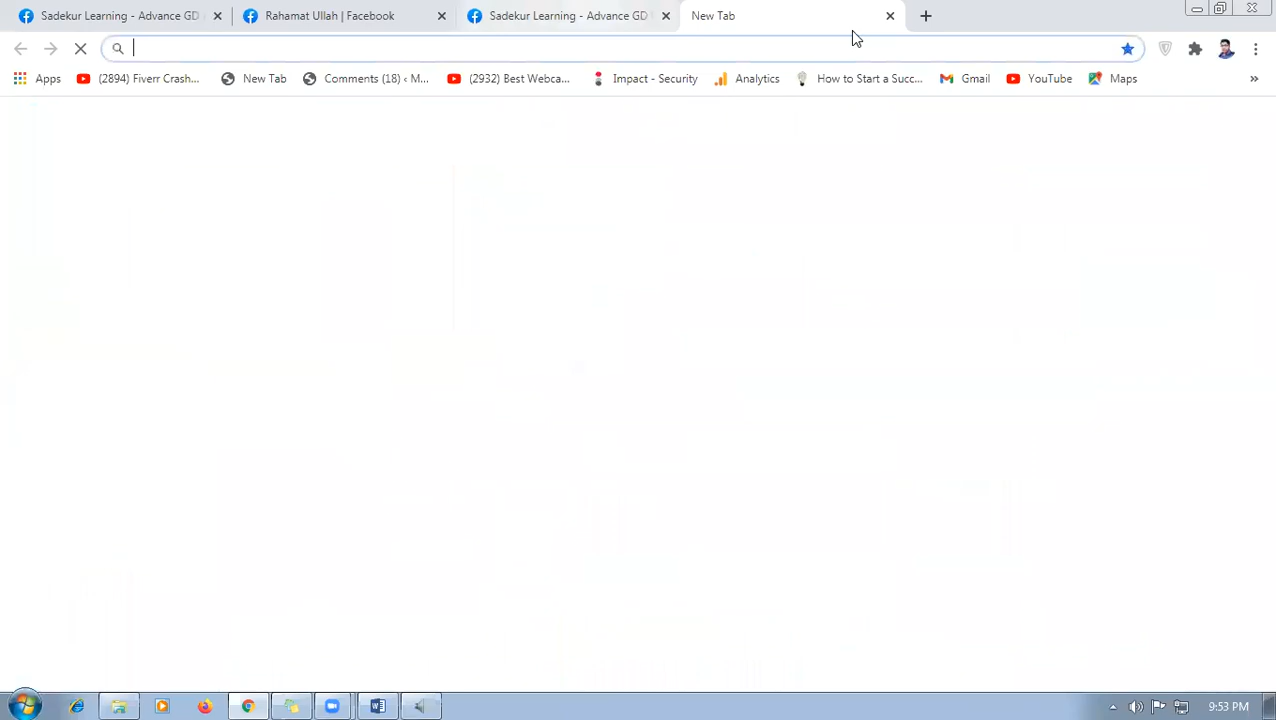 Sadekur Learning - Advance GD
Rahamat Ullah | Facebook
Sadekur Learning - Advance GD
New Tab
Apps
(2894) Fiverr Crash...
New Tab
Comments (18) ‹ M...
(2932) Best Webca...
Impact - Security
Analytics
How to Start a Succ...
Gmail
YouTube
Maps
»
9:53 PM